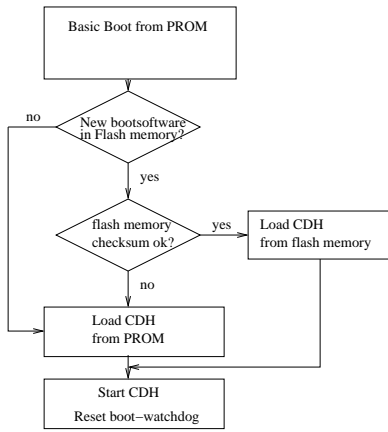 Basic Boot from PROM
no
New bootsoftware
in Flash memory?
yes
flash memory
checksum ok?
yes
Load CDH
from flash memory
no
Load CDH
from PROM
Start CDH
Reset boot−watchdog